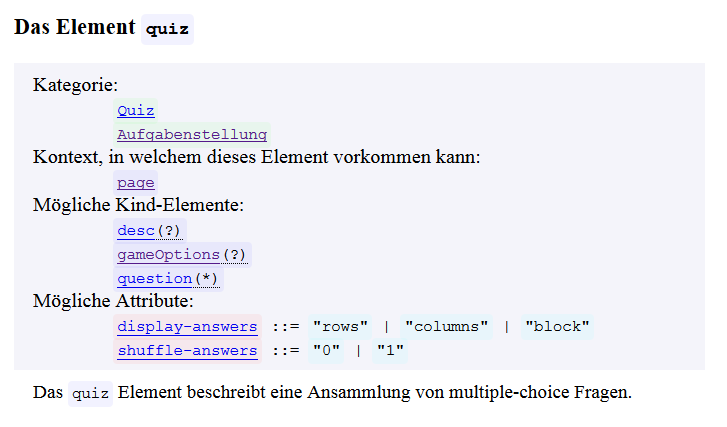 Das Element quiz
Kategorie:
Quiz
Aufgabenstellung
Kontext, in welchem dieses Element vorkommen kann:
page
Mögliche Kind-Elemente:
desc(?)
gameOptions(?)
question(*)
Mögliche Attribute:
display-answers ::= "rows" | "columns" | "block"
shuffle-answers ::= "0" | "1"
Das quiz Element beschreibt eine Ansammlung von multiple-choice Fragen.